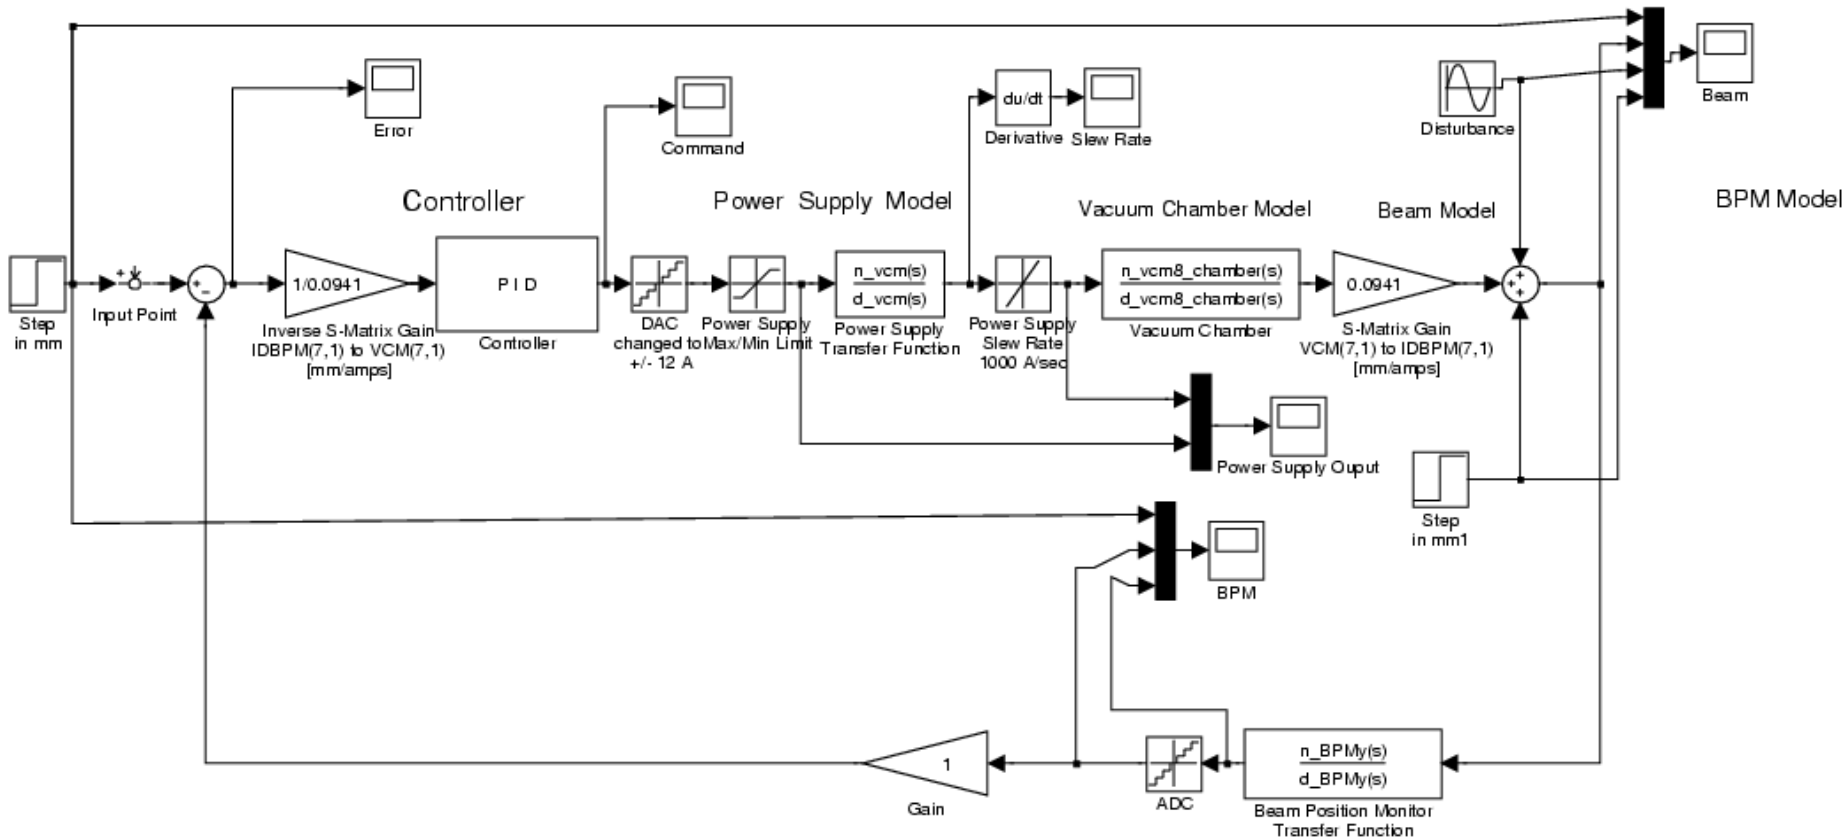 Beam
Error
Command
du/dt
Derivative
Slew Rate
Disturbance
Controller
Power Supply Model
Vacuum Chamber Model
Beam Model
BPM Model
Step
in mm
+
Input Point
+
-
1/0.0941
Inverse S-Matrix Gain
IDBPM(7,1) to VCM(7,1)
[mm/amps]
P I D
Controller
DAC
changed to
+/- 12 A
Power Supply
Max/Min Limit
n_vcm(s)
d_vcm(s)
Power Supply
Transfer Function
Power Supply
Slew Rate
1000 A/sec
n_vcm8_chamber(s)
d_vcm8_chamber(s)
Vacuum Chamber
0.0941
S-Matrix Gain
VCM(7,1) to IDBPM(7,1)
[mm/amps]
+
+
+
Power Supply Ouput
Step
in mm1
BPM
1
Gain
ADC
n_BPMy(s)
d_BPMy(s)
Beam Position Monitor
Transfer Function